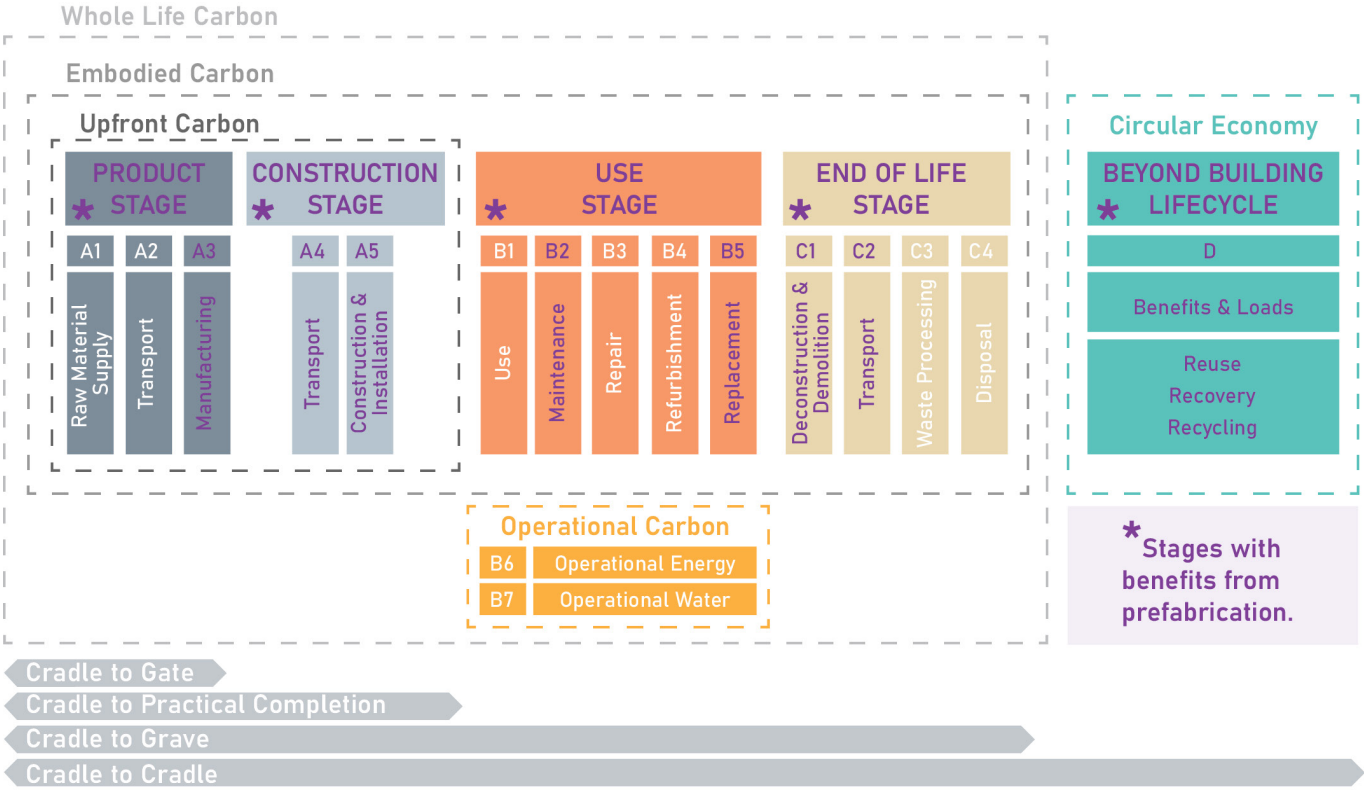 Whole Life Carbon
Embodied Carbon
Upfront Carbon
PRODUCT
* STAGE
CONSTRUCTION
* STAGE
USE
* STAGE
END OF LIFE
* STAGE
Circular Economy
BEYOND BUILDING
* LIFECYCLE
A1
A2
A3
A4
A5
B1
B2
B3
B4
B5
C1
C2
C3
C4
D
Raw Material
Supply
Transport
Manufacturing
Transport
Construction &
Installation
Use
Maintenance
Repair
Refurbishment
Replacement
Deconstruction &
Demolition
Transport
Waste Processing
Disposal
Benefits & Loads
Reuse
Recovery
Recycling
Operational Carbon
B6 Operational Energy
B7 Operational Water
*Stages with
benefits from
prefabrication.
Cradle to Gate
Cradle to Practical Completion
Cradle to Grave
Cradle to Cradle